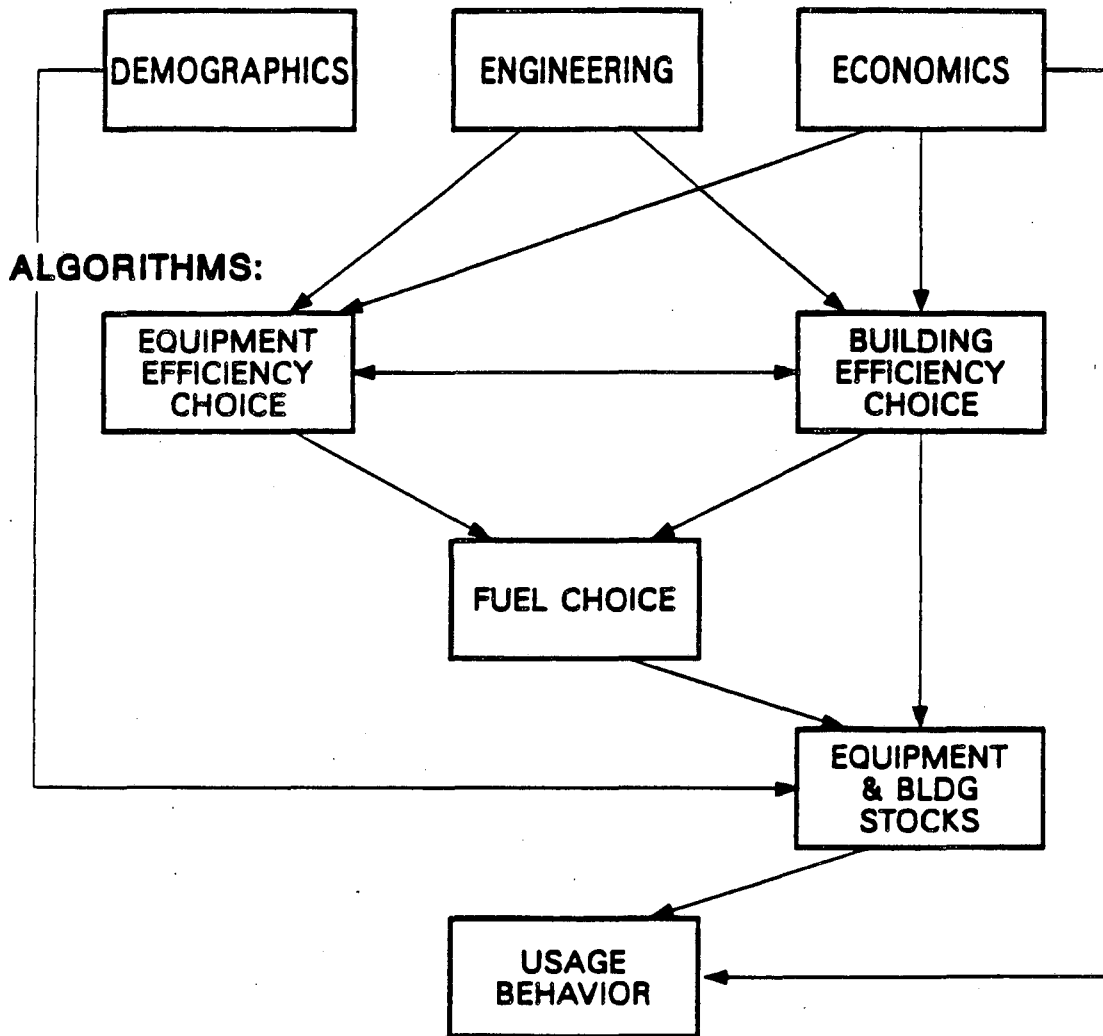 DEMOGRAPHICS
ENGINEERING
ECONOMICS
ALGORITHMS:
EQUIPMENT
EFFICIENCY
CHOICE
BUILDING
EFFICIENCY
CHOICE
FUEL CHOICE
EQUIPMENT
& BLDG
STOCKS
USAGE
BEHAVIOR